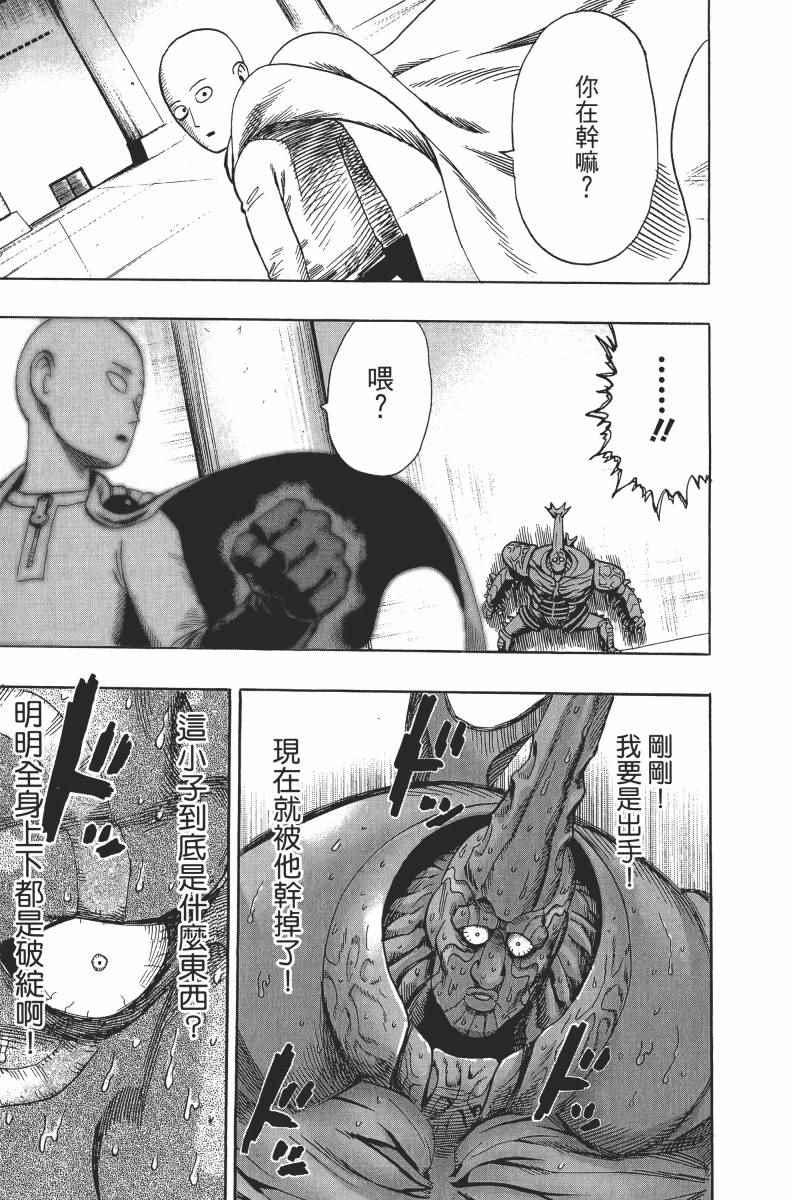 你在幹嘛？
……!!
喂？
剛剛！
我要是出手！
現在就被他幹掉了！
ドッ
ドッ
這小子到底是什麼東西？
明明全身上下都是破綻啊！
ドッ